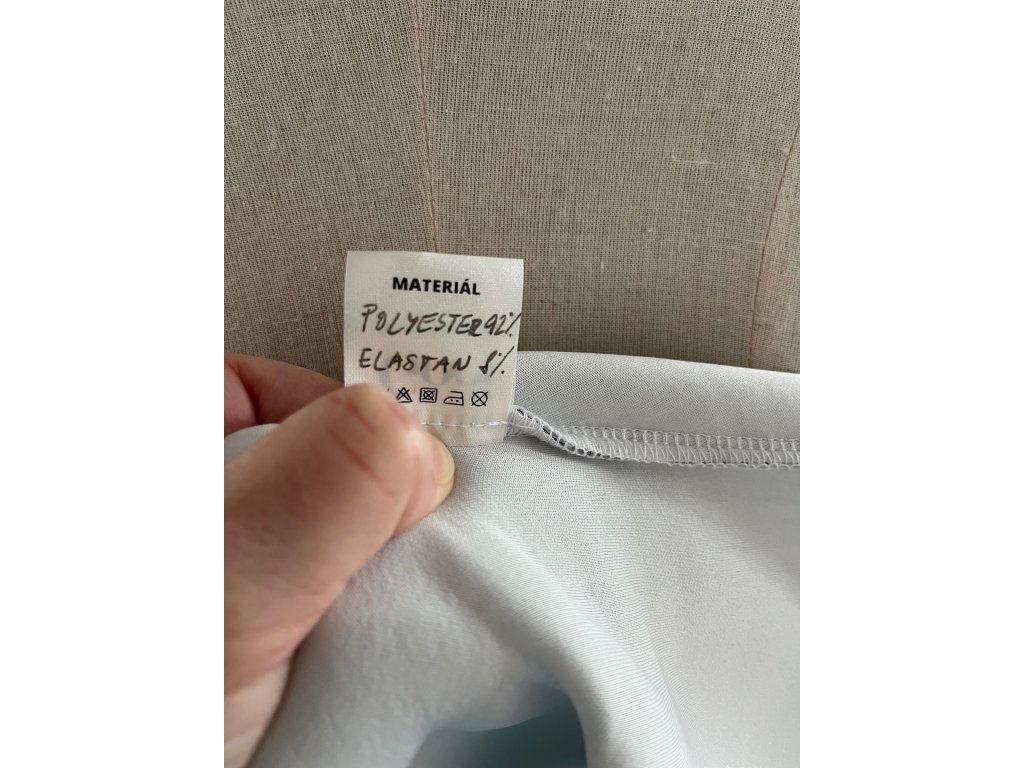 MATERIÁL
POLYESTER 92%
ELASTAN 8%